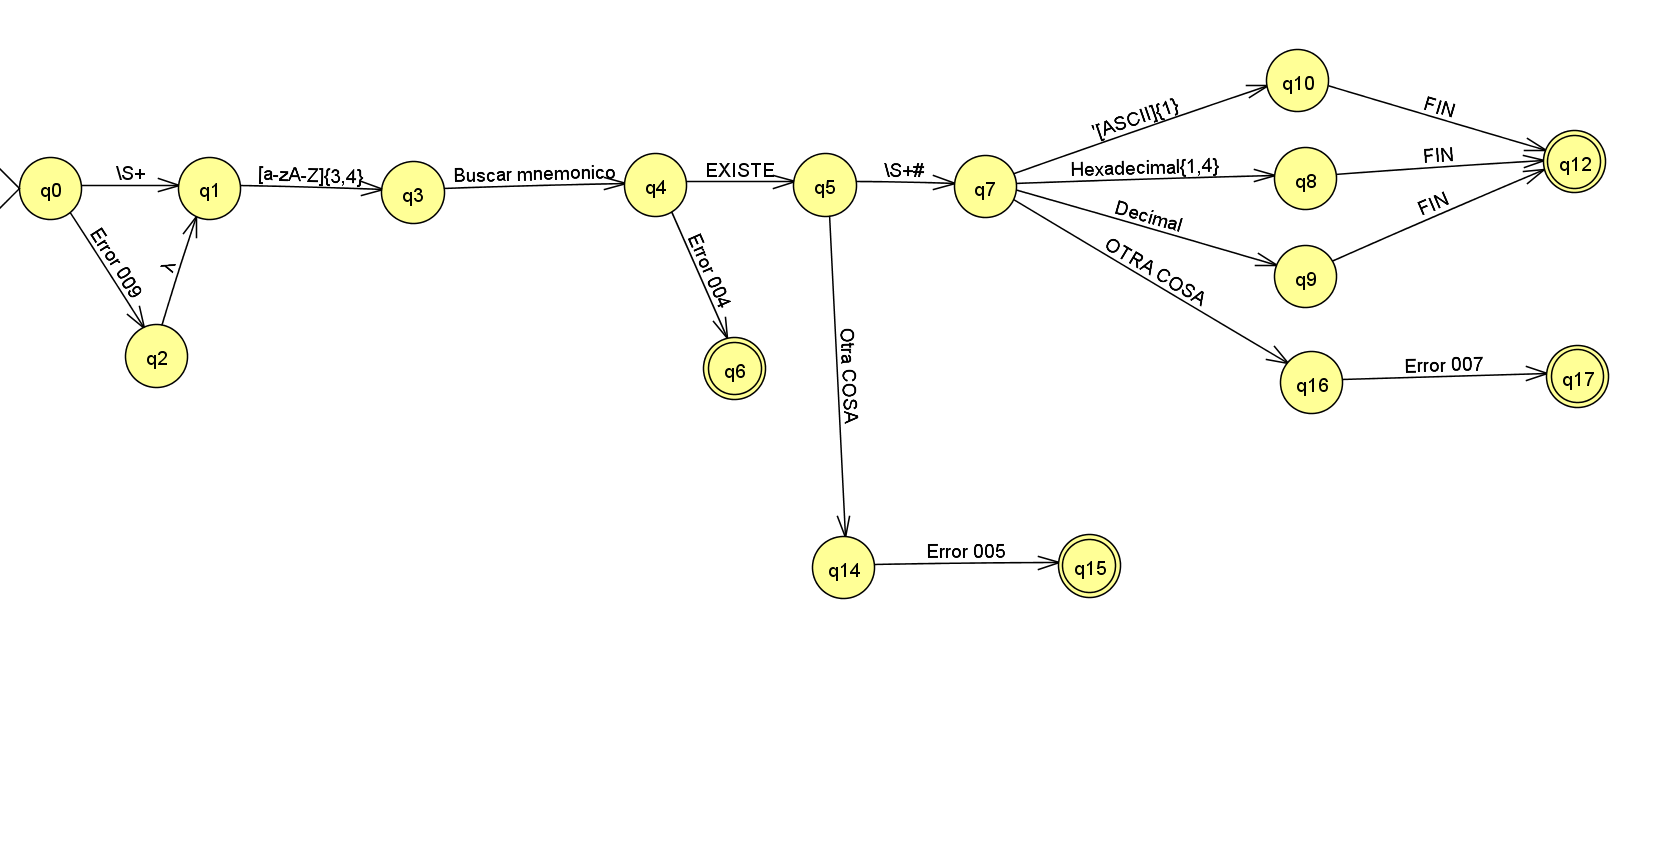 q0
\S+
q1
[a-zA-Z]{3,4}
q3
Buscar mnemonico
q4
EXISTE
q5
\S+#
q7
'[ASCII]{1}
q10
FIN
Hexadecimal{1,4}
q8
FIN
q12
Decimal
q9
FIN
OTRA COSA
q16
Error 007
q17
Error 009
q2
λ
Error 004
q6
Otra COSA
q14
Error 005
q15